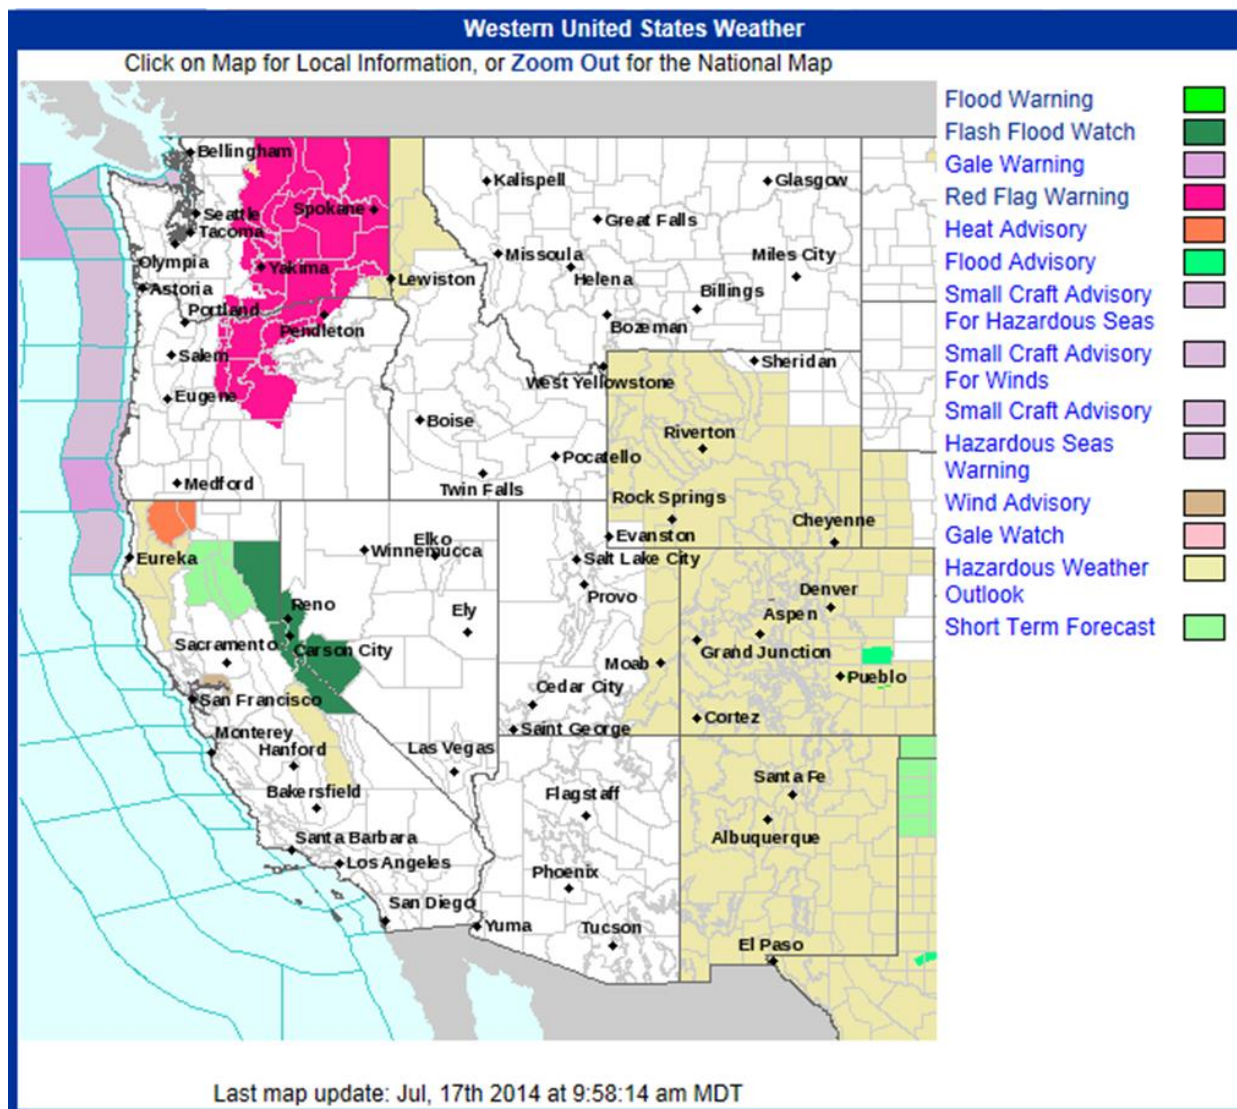 Western United States Weather
Click on Map for Local Information, or Zoom Out for the National Map
Flood Warning
Flash Flood Watch
Gale Warning
Red Flag Warning
Heat Advisory
Flood Advisory
Small Craft Advisory
For Hazardous Seas
Small Craft Advisory
For Winds
Small Craft Advisory
Hazardous Seas
Warning
Wind Advisory
Gale Watch
Hazardous Weather
Outlook
Short Term Forecast
Bellingham
Kalispell
Glasgow
Spokane
Seattle
Great Falls
Tacoma
Missoula
Miles City
Olympia
Yakima
Helena
Lewiston
Astoria
Billings
Portland
Pendleton
Bozeman
Salem
Sheridan
West Yellowstone
Eugene
Boise
Riverton
Pocatello
Medford
Twin Falls
Rock Springs
Cheyenne
Evanston
Elko
Winnemucca
Eureka
Salt Lake City
Provo
Denver
Reno
Ely
Aspen
Sacramento
Carson City
Grand Junction
Moab
Pueblo
Cedar City
San Francisco
Cortez
Saint George
Monterey
Hanford
Las Vegas
Santa Fe
Bakersfield
Flagstaff
Albuquerque
Santa Barbara
Los Angeles
Phoenix
San Diego
Yuma
Tucson
El Paso
Last map update: Jul, 17th 2014 at 9:58:14 am MDT